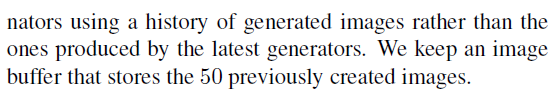 nators using a history of generated images rather than the
ones produced by the latest generators. We keep an image
buffer that stores the 50 previously created images.